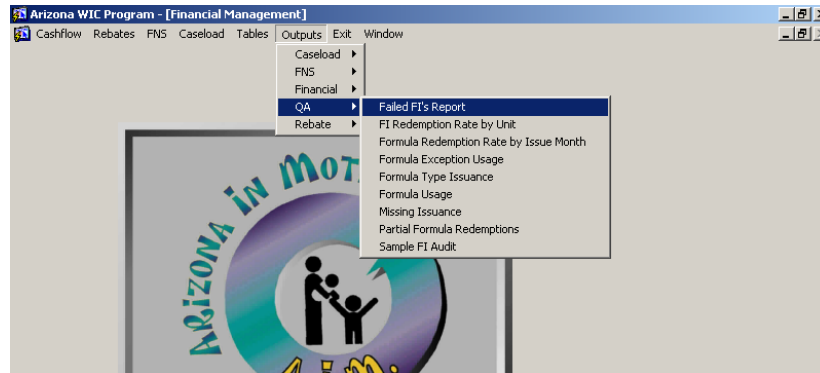 Arizona WIC Program - [Financial Management]
Cashflow Rebates FNS Caseload Tables Outputs Exit Window
Caseload
FNS
Financial
QA
Rebate
Failed FI's Report
FI Redemption Rate by Unit
Formula Redemption Rate by Issue Month
Formula Exception Usage
Formula Type Issuance
Formula Usage
Missing Issuance
Partial Formula Redemptions
Sample FI Audit
ARIZONA IN MOT
A.I.M.